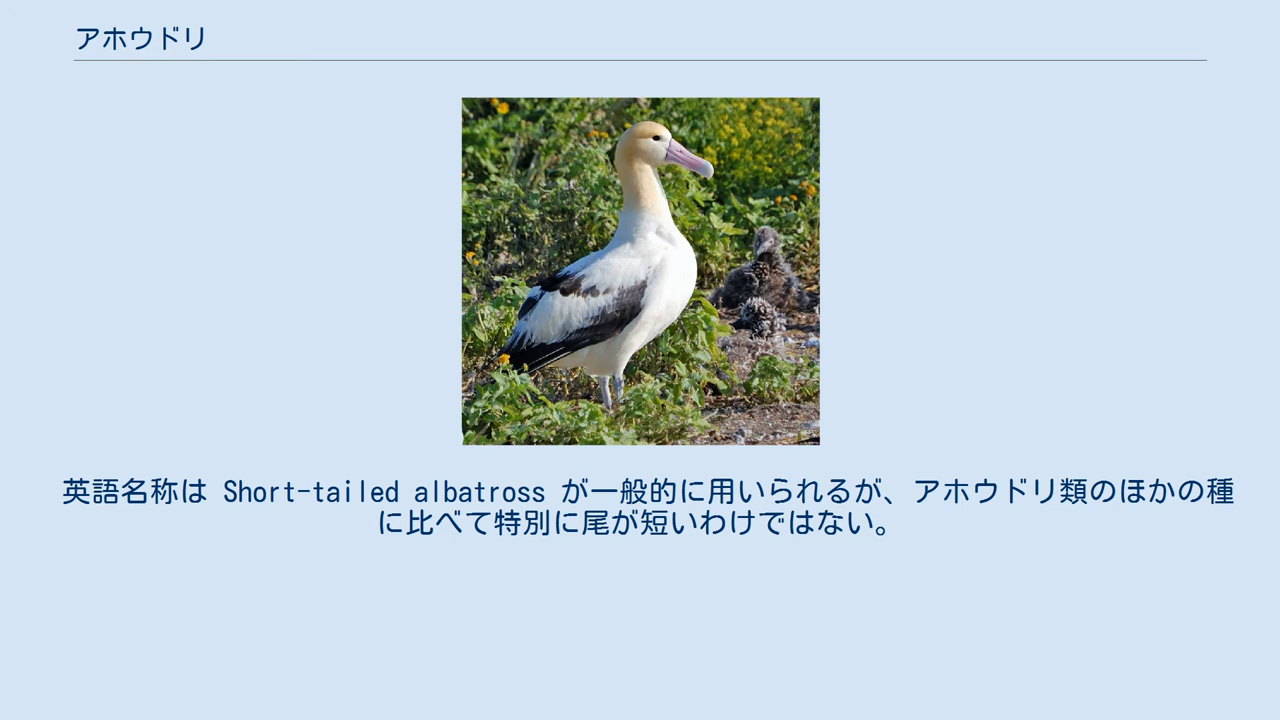 アホウドリ
英語名称は Short-tailed albatross が一般的に用いられるが、アホウドリ類のほかの種
に比べて特別に尾が短いわけではない。